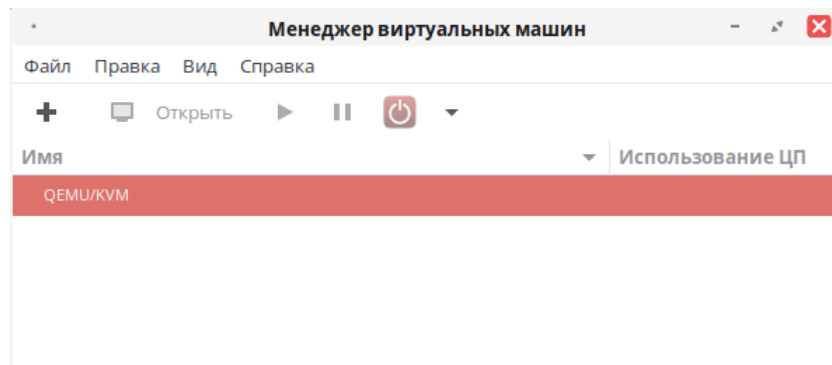 Менеджер виртуальных машин
Файл Правка Вид Справка
Открыть
Имя Использование ЦП
QEMU/KVM